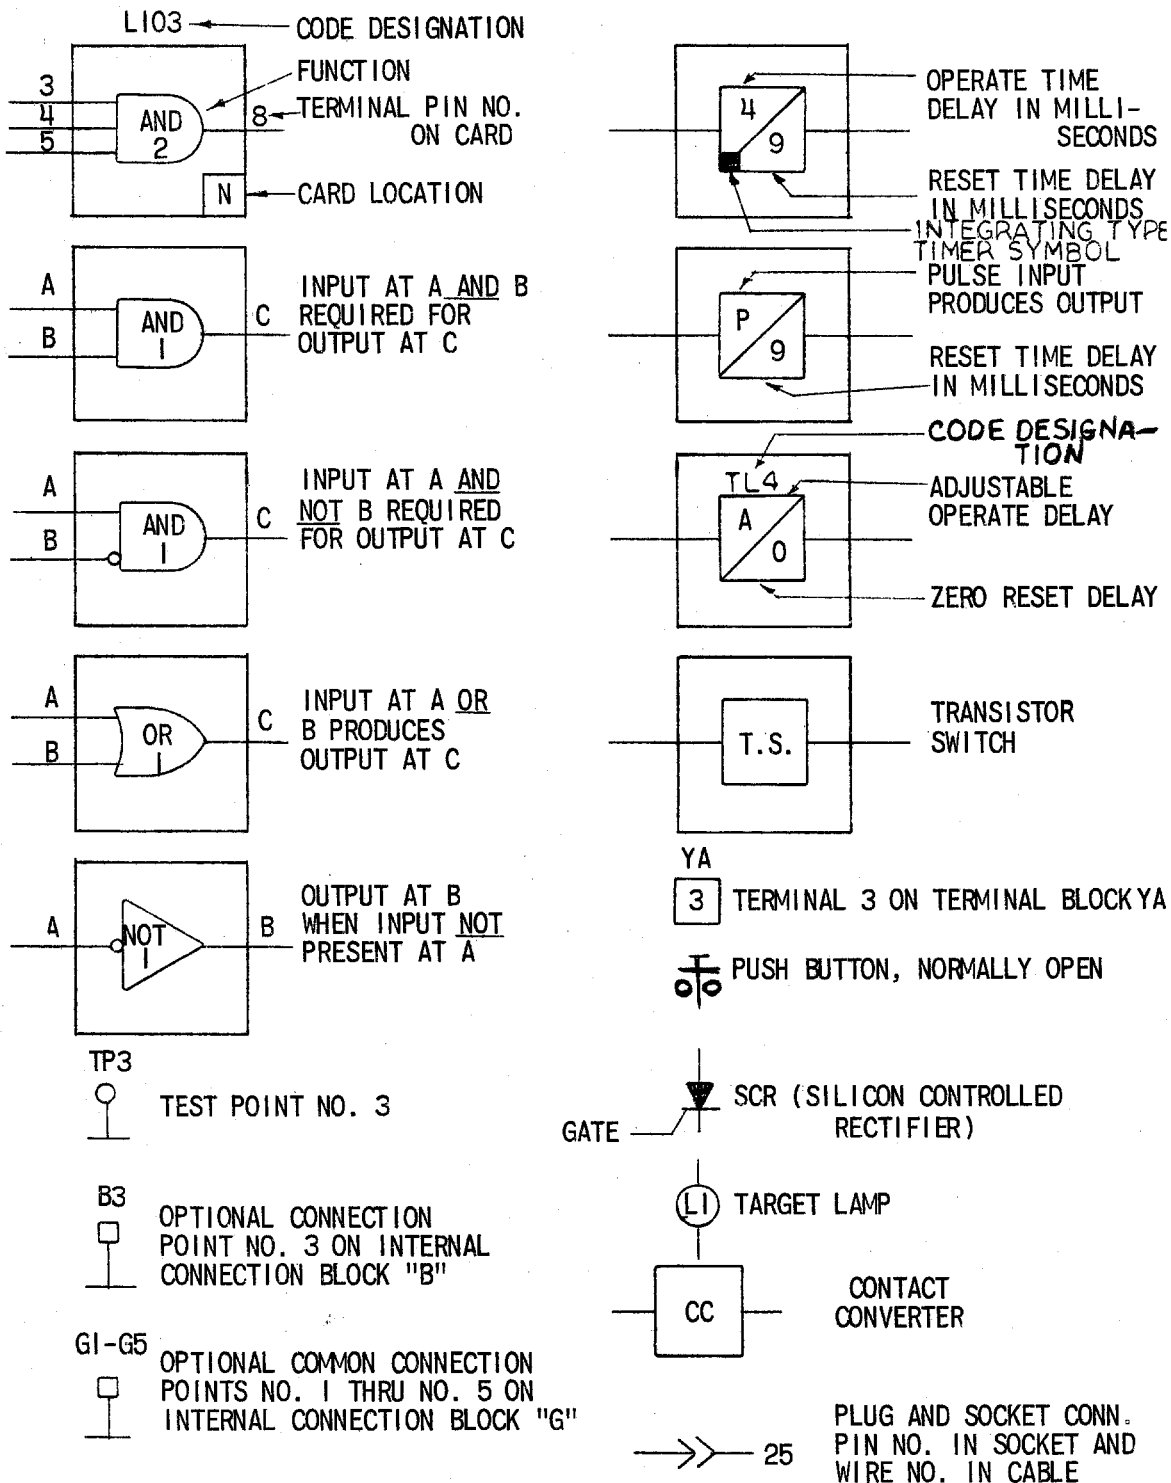 L103
CODE DESIGNATION
FUNCTION
3
4
5
AND
2
8
TERMINAL PIN NO.
ON CARD
N
CARD LOCATION
A
B
AND
1
C
INPUT AT A AND B
REQUIRED FOR
OUTPUT AT C
A
B
AND
1
C
INPUT AT A AND
NOT B REQUIRED
FOR OUTPUT AT C
A
B
OR
1
C
INPUT AT A OR
B PRODUCES
OUTPUT AT C
A
NOT
1
B
OUTPUT AT B
WHEN INPUT NOT
PRESENT AT A
TP3
TEST POINT NO. 3
B3
OPTIONAL CONNECTION
POINT NO. 3 ON INTERNAL
CONNECTION BLOCK "B"
G1-G5
OPTIONAL COMMON CONNECTION
POINTS NO. 1 THRU NO. 5 ON
INTERNAL CONNECTION BLOCK "G"
4
9
OPERATE TIME
DELAY IN MILLI-
SECONDS
RESET TIME DELAY
IN MILLISECONDS
INTEGRATING TYPE
TIMER SYMBOL
P
9
PULSE INPUT
PRODUCES OUTPUT
RESET TIME DELAY
IN MILLISECONDS
CODE DESIGNA-
TION
TL4
A
0
ADJUSTABLE
OPERATE DELAY
ZERO RESET DELAY
T.S.
TRANSISTOR
SWITCH
YA
3
TERMINAL 3 ON TERMINAL BLOCK YA
PUSH BUTTON, NORMALLY OPEN
GATE
SCR (SILICON CONTROLLED
RECTIFIER)
L1
TARGET LAMP
CC
CONTACT
CONVERTER
25
PLUG AND SOCKET CONN.
PIN NO. IN SOCKET AND
WIRE NO. IN CABLE